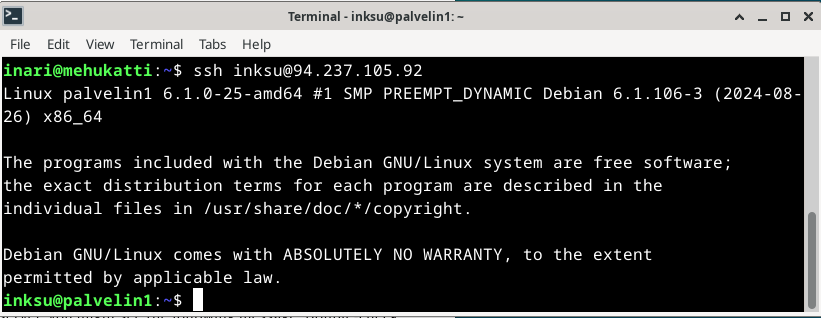 Terminal - inksu@palvelin1: ~
File Edit View Terminal Tabs Help
inari@mehukatti:~$ ssh inksu@94.237.105.92
Linux palvelin1 6.1.0-25-amd64 #1 SMP PREEMPT_DYNAMIC Debian 6.1.106-3 (2024-08-
26) x86_64
The programs included with the Debian GNU/Linux system are free software;
the exact distribution terms for each program are described in the
individual files in /usr/share/doc/*/copyright.
Debian GNU/Linux comes with ABSOLUTELY NO WARRANTY, to the extent
permitted by applicable law.
inksu@palvelin1:~$